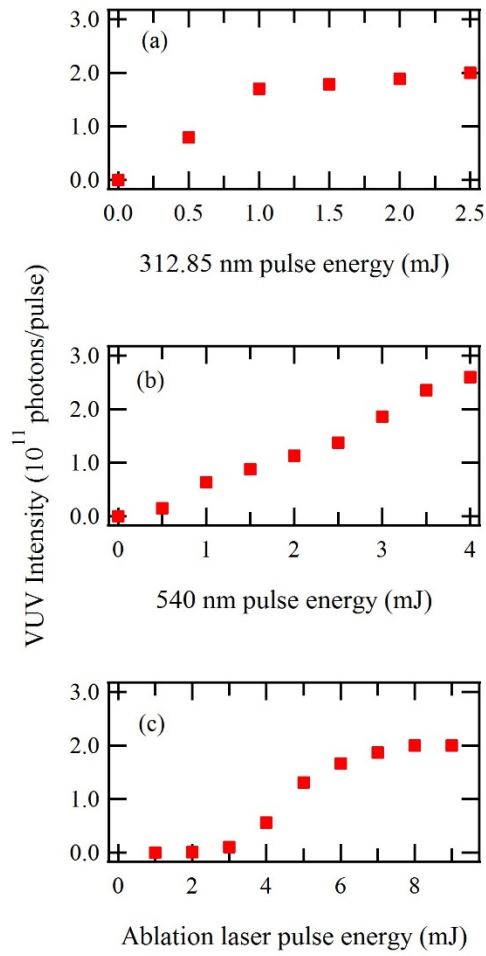 VUV Intensity (10^11 photons/pulse)
(a)
3.0
2.0
1.0
0.0
0.0 0.5 1.0 1.5 2.0 2.5
312.85 nm pulse energy (mJ)
(b)
3.0
2.0
1.0
0.0
0 1 2 3 4
540 nm pulse energy (mJ)
(c)
3.0
2.0
1.0
0.0
0 2 4 6 8
Ablation laser pulse energy (mJ)